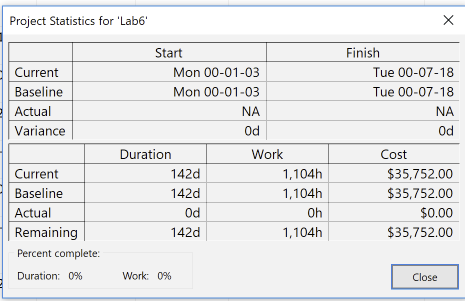 Project Statistics for 'Lab6'
Start Finish
Current Mon 00-01-03 Tue 00-07-18
Baseline Mon 00-01-03 Tue 00-07-18
Actual NA NA
Variance 0d 0d
Duration Work Cost
Current 142d 1,104h $35,752.00
Baseline 142d 1,104h $35,752.00
Actual 0d 0h $0.00
Remaining 142d 1,104h $35,752.00
Percent complete:
Duration: 0% Work: 0% Close